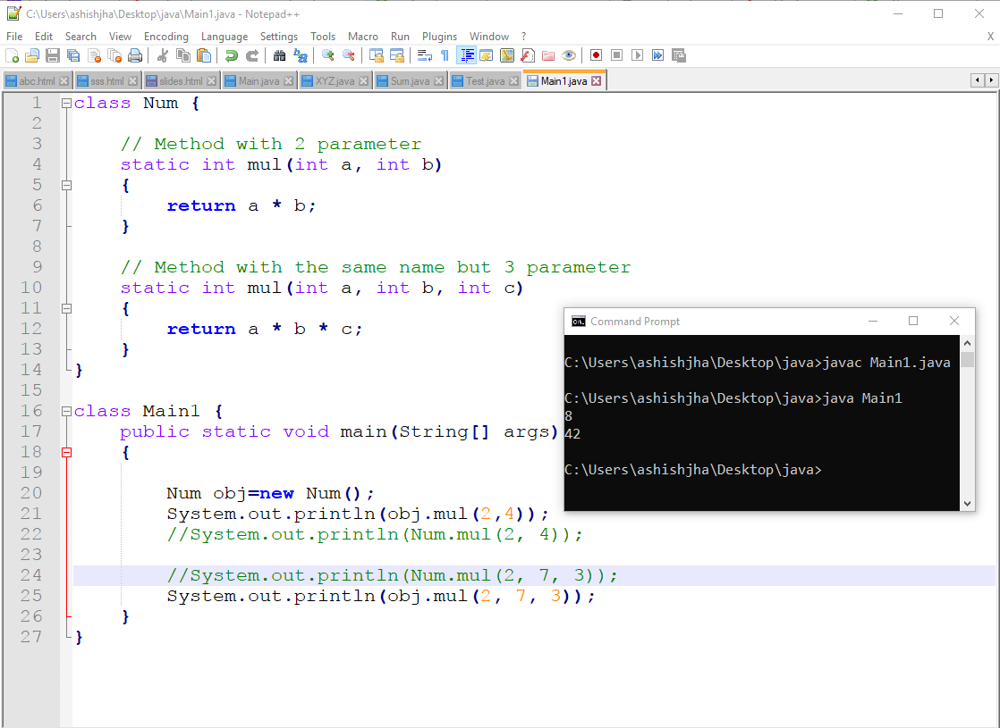 C:\Users\ashishjha\Desktop\java\Main1.java - Notepad++
File Edit Search View Encoding Language Settings Tools Macro Run Plugins Window ? X
abc.html sss.html slides.html Main.java XYZ.java Sum.java Test.java Main1.java
1 class Num {
2
3 // Method with 2 parameter
4 static int mul(int a, int b)
5 {
6 return a * b;
7 }
8
9 // Method with the same name but 3 parameter
10 static int mul(int a, int b, int c)
11 {
12 return a * b * c;
13 }
14 }
15
16 class Main1 {
17 public static void main(String[] args)
18 {
19
20 Num obj=new Num();
21 System.out.println(obj.mul(2,4));
22 //System.out.println(Num.mul(2, 4));
23
24 //System.out.println(Num.mul(2, 7, 3));
25 System.out.println(obj.mul(2, 7, 3));
26 }
27 }
Command Prompt
C:\Users\ashishjha\Desktop\java>javac Main1.java
C:\Users\ashishjha\Desktop\java>java Main1
8
42
C:\Users\ashishjha\Desktop\java>